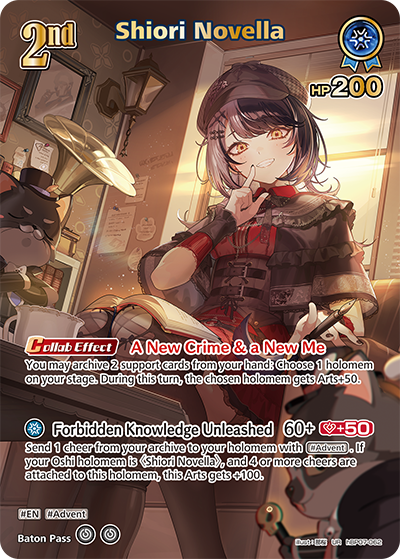 2nd
Shiori Novella
HP200
Collab Effect A New Crime & a New Me
You may archive 2 support cards from your hand: Choose 1 holomem
on your stage. During this turn, the chosen holomem gets Arts+50.
Forbidden Knowledge Unleashed 60+ +50
Send 1 cheer from your archive to your holomem with #Advent . If
your Oshi holomem is 〈Shiori Novella〉, and 4 or more cheers are
attached to this holomem, this Arts gets +100.
#EN #Advent
Baton Pass
illust: UR hBP07-062